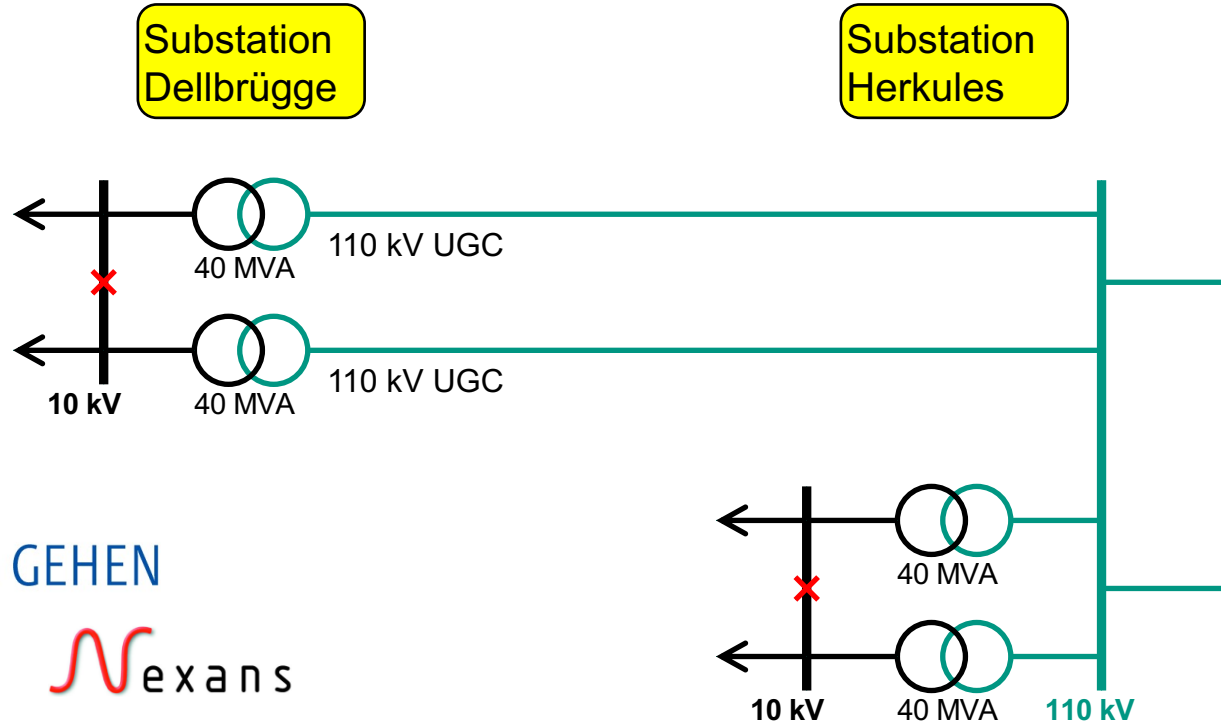 Substation
Dellbrügge
Substation
Herkules
110 kV UGC
40 MVA
110 kV UGC
10 kV
40 MVA
GEHEN
40 MVA
Nexans
10 kV
40 MVA
110 kV